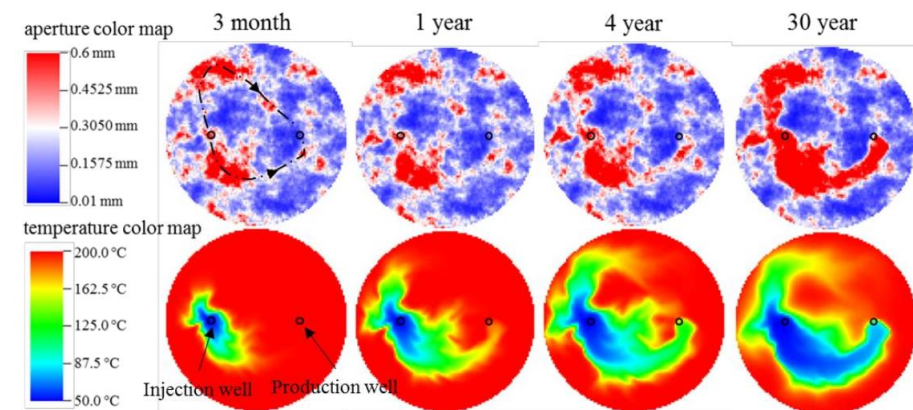 3 month 1 year 4 year 30 year
aperture color map
0.6 mm
0.4525 mm
0.3050 mm
0.1575 mm
0.01 mm
temperature color map
200.0 °C
162.5 °C
125.0 °C
87.5 °C
50.0 °C
Injection well
Production well